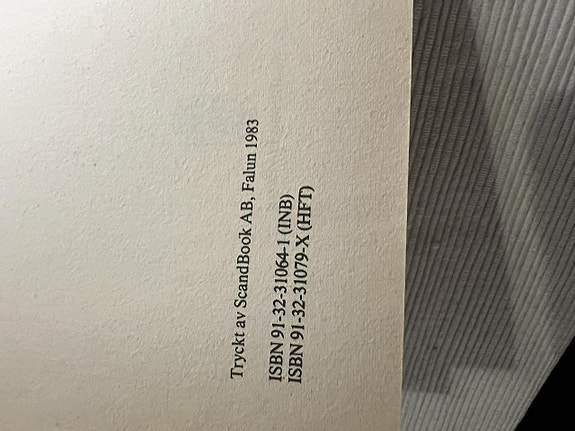 Tryckt av ScandBook AB, Falun 1983
ISBN 91-32-31064-1 (INB)
ISBN 91-32-31079-X (HFT)